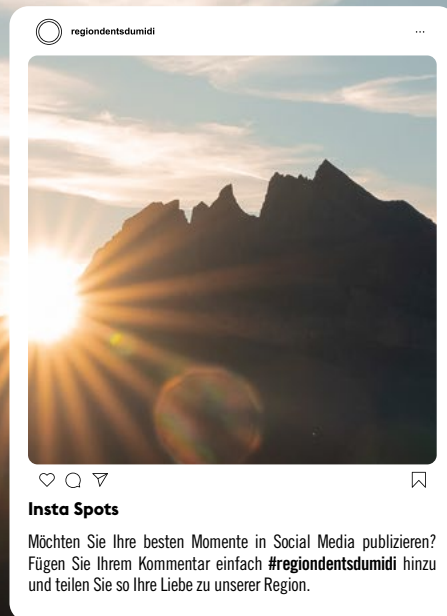 regiondentsdumidi
Insta Spots
Möchten Sie Ihre besten Momente in Social Media publizieren?
Fügen Sie Ihrem Kommentar einfach #regiondentsdumidi hinzu
und teilen Sie so Ihre Liebe zu unserer Region.